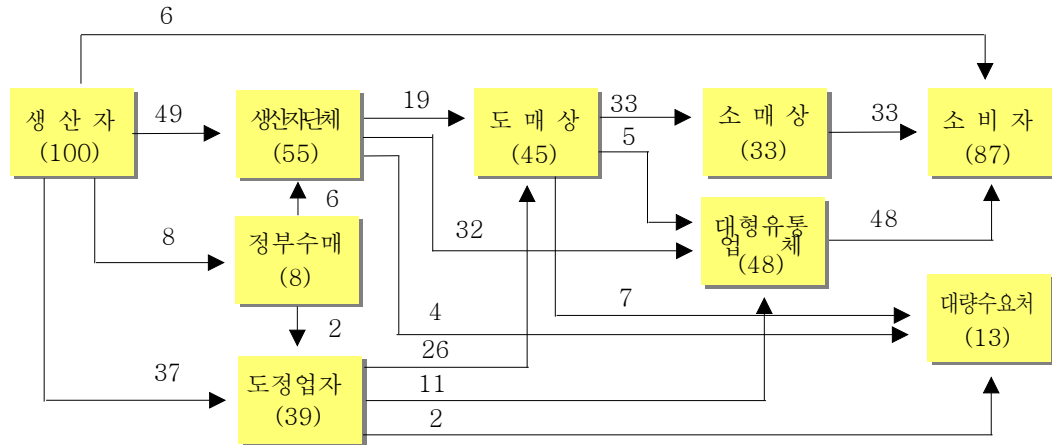 6
생 산 자
(100)
49
생산자단체
(55)
19
도 매 상
(45)
33
5
소 매 상
(33)
33
소 비 자
(87)
6
8
정부수매
(8)
32
대형유통
업 체
(48)
48
2
4
7
대량수요처
(13)
37
도정업자
(39)
26
11
2